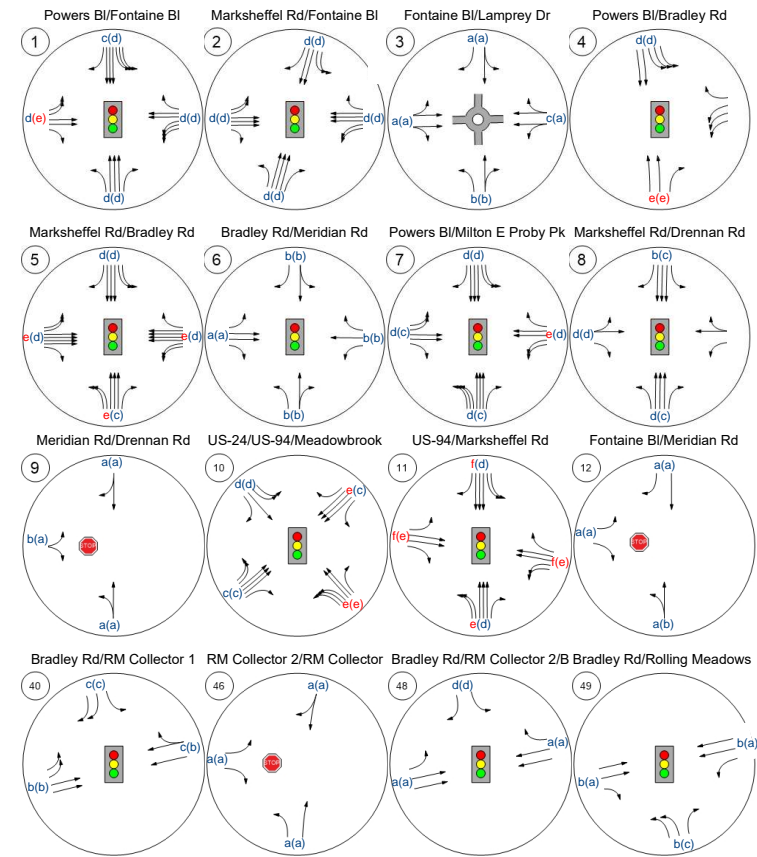 Powers Bl/Fontaine Bl
Marksheffel Rd/Fontaine Bl
Fontaine Bl/Lamprey Dr
Powers Bl/Bradley Rd
1
c(d)
d(e)
d(d)
d(d)
2
d(d)
d(d)
d(d)
d(d)
3
a(a)
a(a)
c(a)
b(b)
4
d(d)
e(e)
Marksheffel Rd/Bradley Rd
Bradley Rd/Meridian Rd
Powers Bl/Milton E Proby Pk
Marksheffel Rd/Drennan Rd
5
d(d)
e(d)
e(d)
e(c)
6
b(b)
a(a)
b(b)
b(b)
7
d(d)
d(c)
e(d)
d(c)
8
b(c)
d(d)
d(c)
Meridian Rd/Drennan Rd
US-24/US-94/Meadowbrook
US-94/Marksheffel Rd
Fontaine Bl/Meridian Rd
9
a(a)
b(a)
STOP
a(a)
10
d(d)
e(c)
c(c)
e(e)
11
f(d)
f(e)
f(e)
e(d)
12
a(a)
a(a)
STOP
a(b)
Bradley Rd/RM Collector 1
RM Collector 2/RM Collector
Bradley Rd/RM Collector 2/B
Bradley Rd/Rolling Meadows
40
c(c)
c(b)
b(b)
46
a(a)
a(a)
STOP
a(a)
48
d(d)
a(a)
a(a)
49
b(a)
b(a)
b(c)